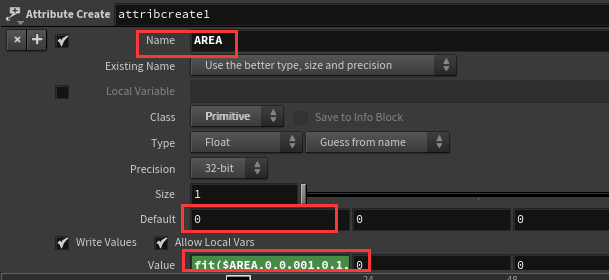 Attribute Create attribcreate1
Name AREA
Existing Name Use the better type, size and precision
Local Variable
Class Primitive Save to Info Block
Type Float Guess from name
Precision 32-bit
Size 1
Default 0 0 0
Write Values Allow Local Vars
Value fit($AREA,0,0.001,0,1, 0 0
24 48